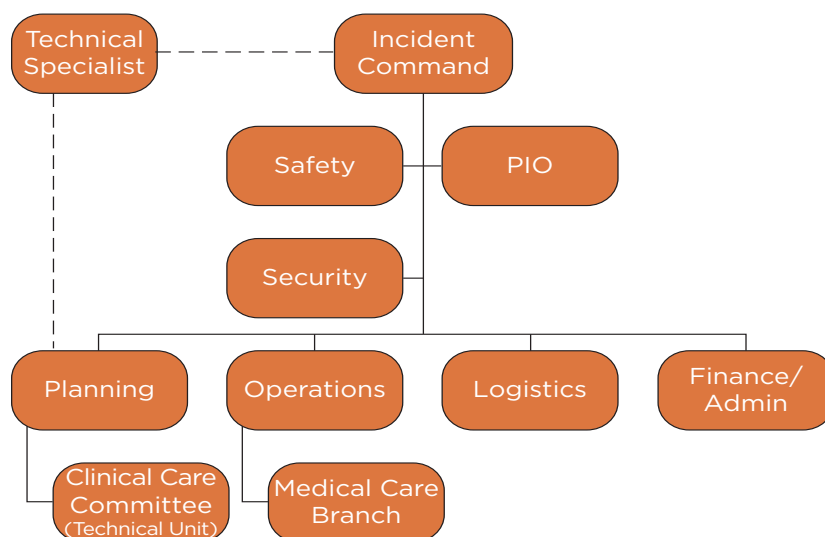 Technical
Specialist
Incident
Command
Safety
PIO
Security
Planning
Operations
Logistics
Finance/
Admin
Clinical Care
Committee
(Technical Unit)
Medical Care
Branch